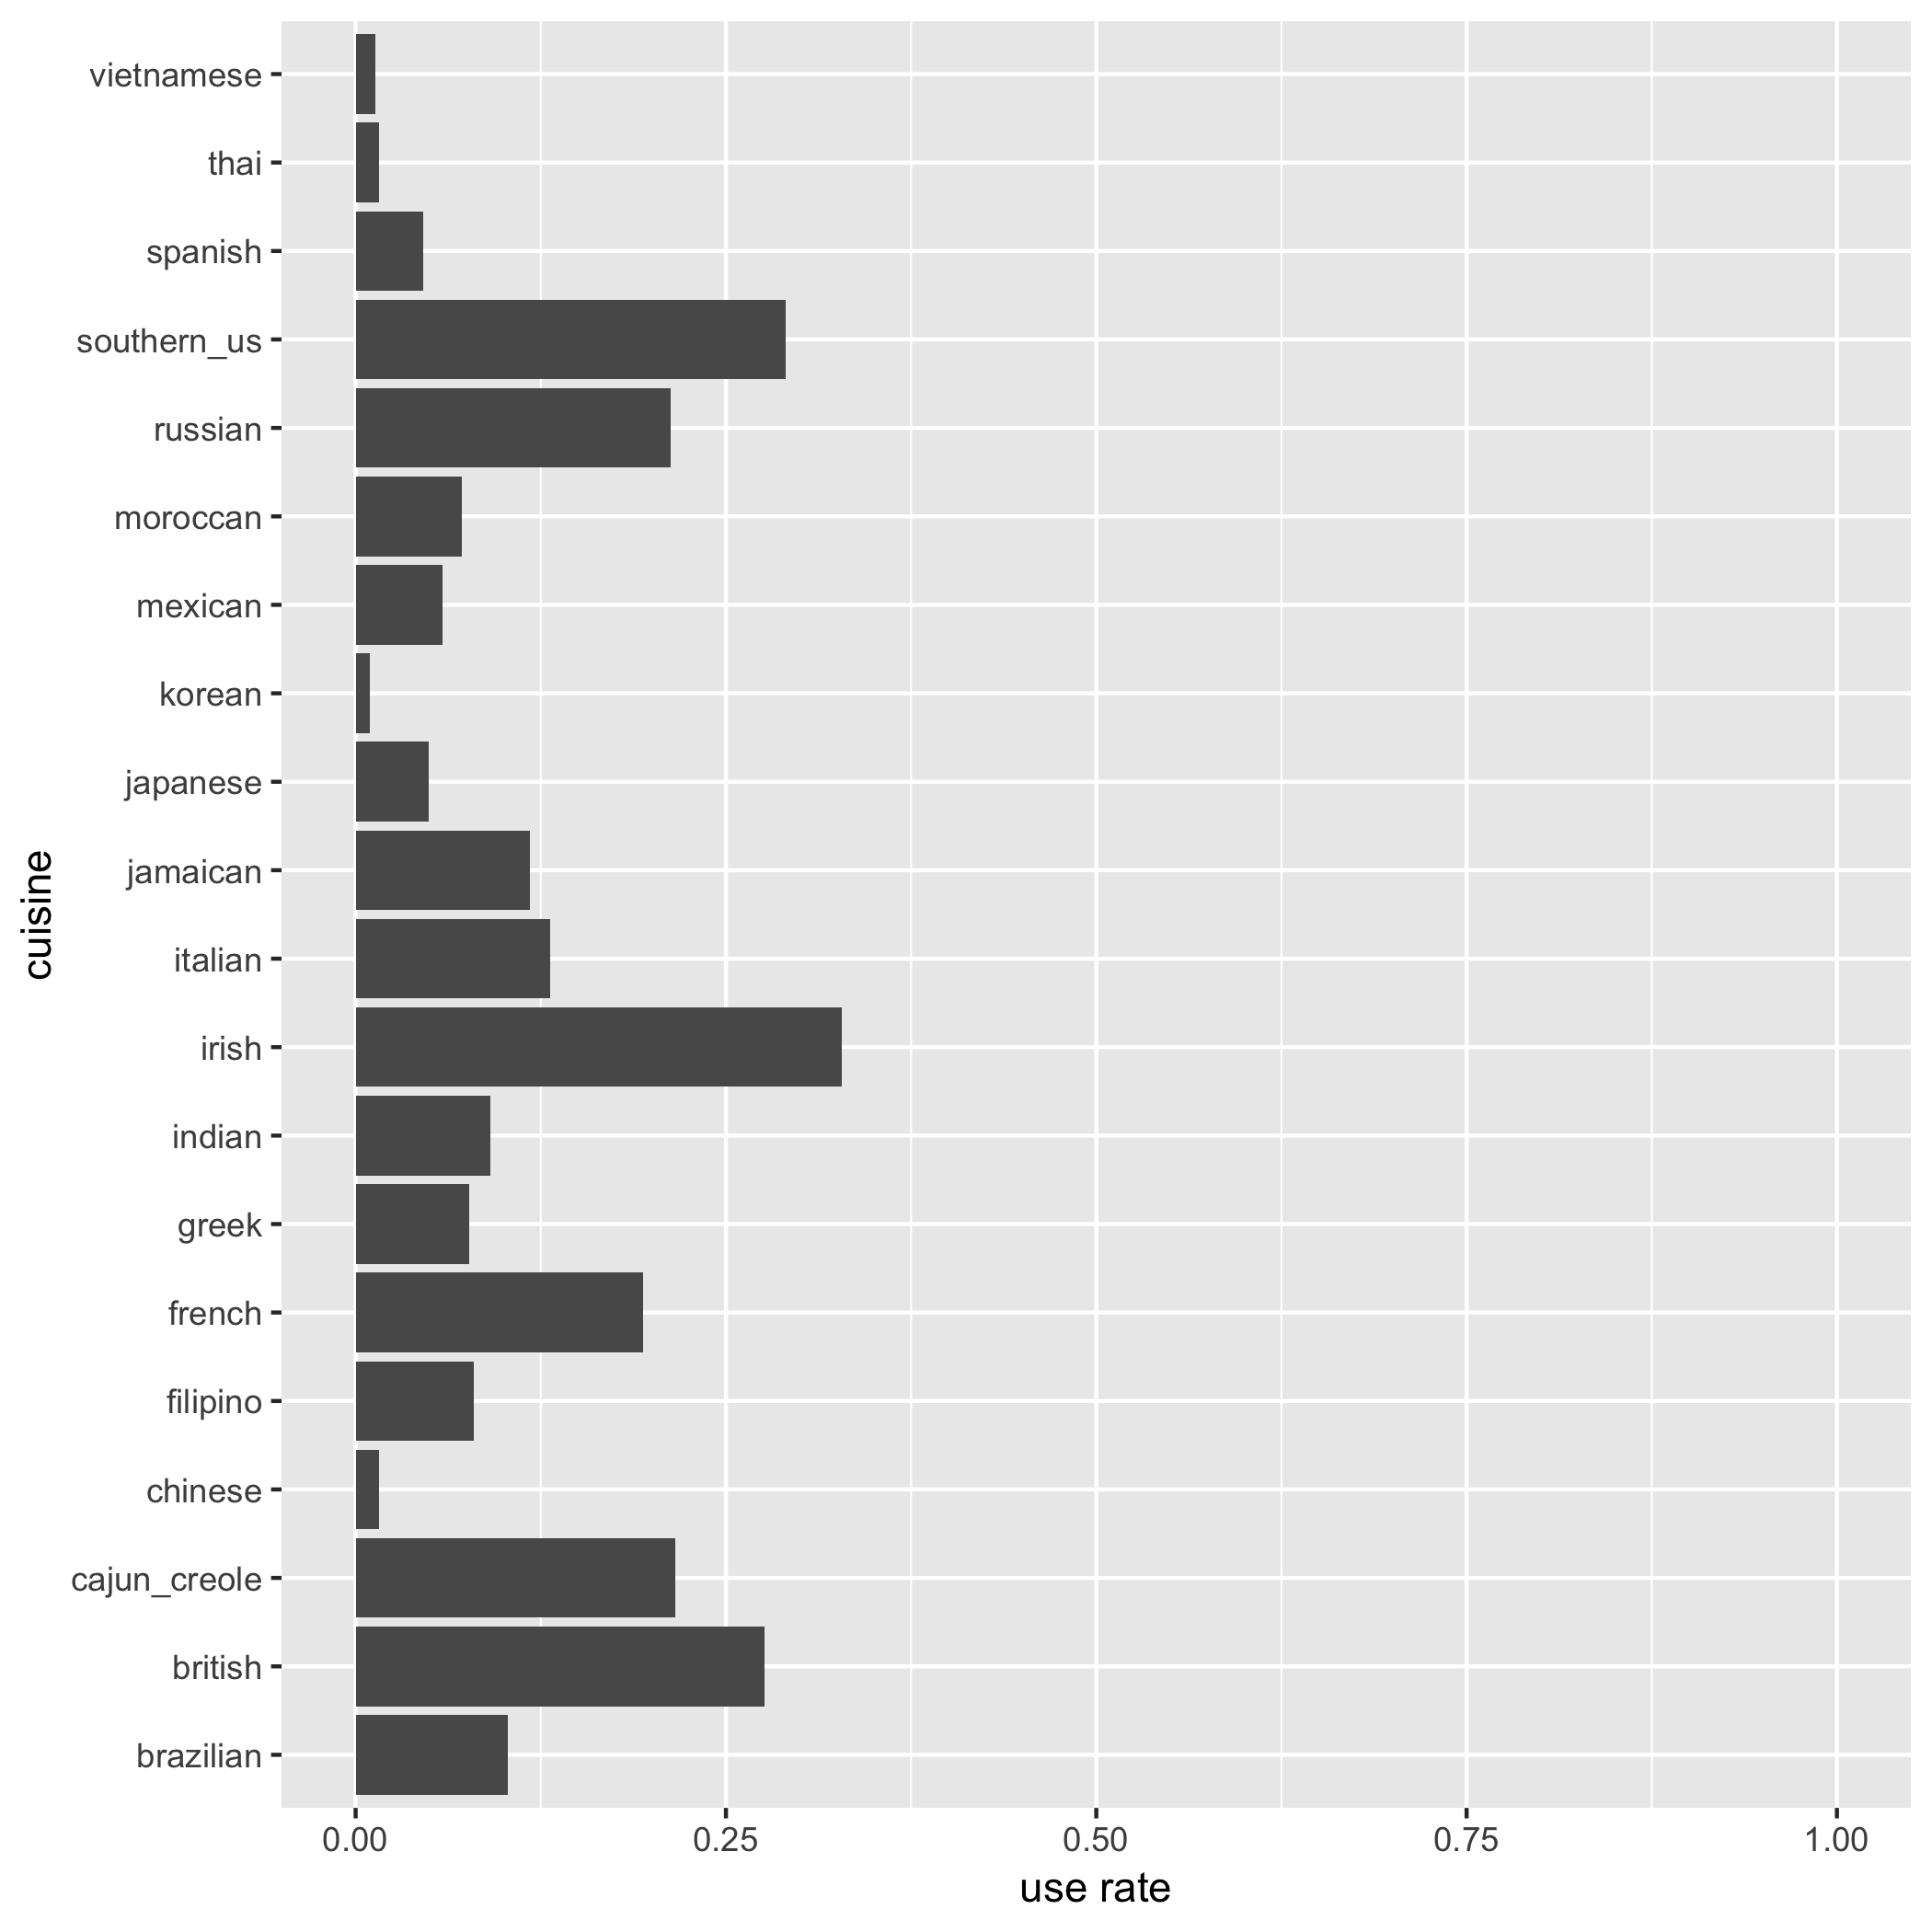 vietnamese
thai
spanish
southern_us
russian
moroccan
mexican
korean
japanese
jamaican
italian
irish
indian
greek
french
filipino
chinese
cajun_creole
british
brazilian
cuisine
0.00 0.25 0.50 0.75 1.00
use rate